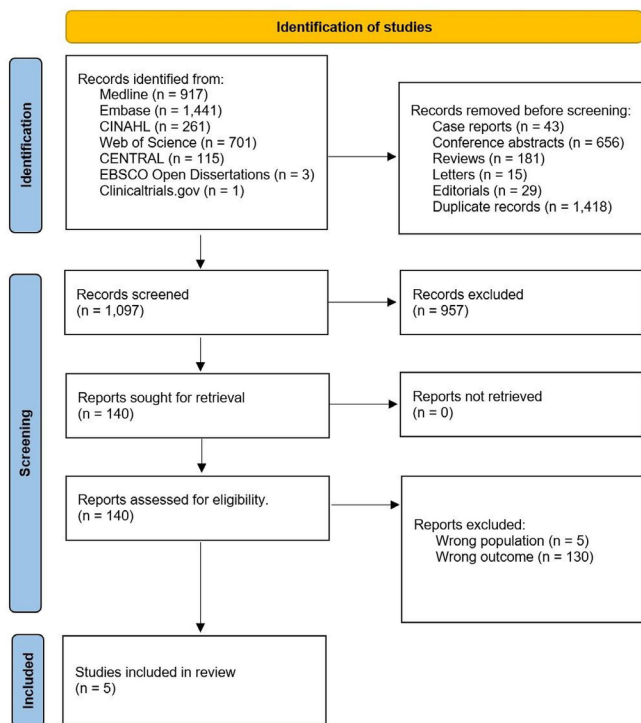 Identification of studies
Identification
Records identified from:
Medline (n = 917)
Embase (n = 1,441)
CINAHL (n = 261)
Web of Science (n = 701)
CENTRAL (n = 115)
EBSCO Open Dissertations (n = 3)
Clinicaltrials.gov (n = 1)
Records removed before screening:
Case reports (n = 43)
Conference abstracts (n = 656)
Reviews (n = 181)
Letters (n = 15)
Editorials (n = 29)
Duplicate records (n = 1,418)
Screening
Records screened
(n = 1,097)
Records excluded
(n = 957)
Reports sought for retrieval
(n = 140)
Reports not retrieved
(n = 0)
Reports assessed for eligibility.
(n = 140)
Reports excluded:
Wrong population (n = 5)
Wrong outcome (n = 130)
Included
Studies included in review
(n = 5)